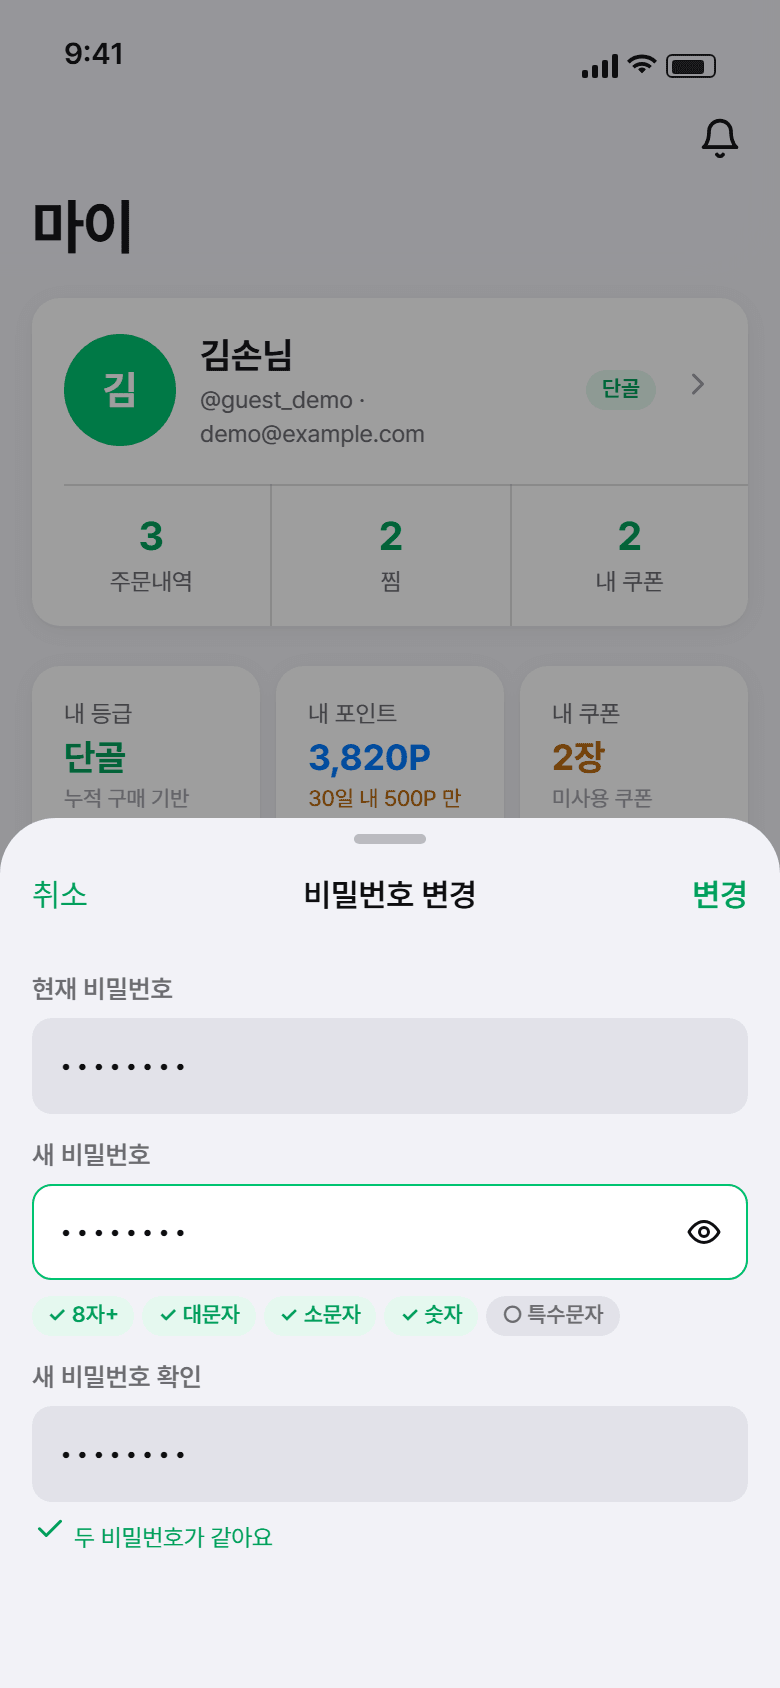 9:41
마이
김
김손님
@guest_demo ·
demo@example.com
단골
3
주문내역
2
찜
2
내 쿠폰
내 등급
단골
누적 구매 기반
내 포인트
3,820P
30일 내 500P 만
내 쿠폰
2장
미사용 쿠폰
취소
비밀번호 변경
변경
현재 비밀번호
••••••••
새 비밀번호
••••••••
8자+
대문자
소문자
숫자
특수문자
새 비밀번호 확인
••••••••
두 비밀번호가 같아요